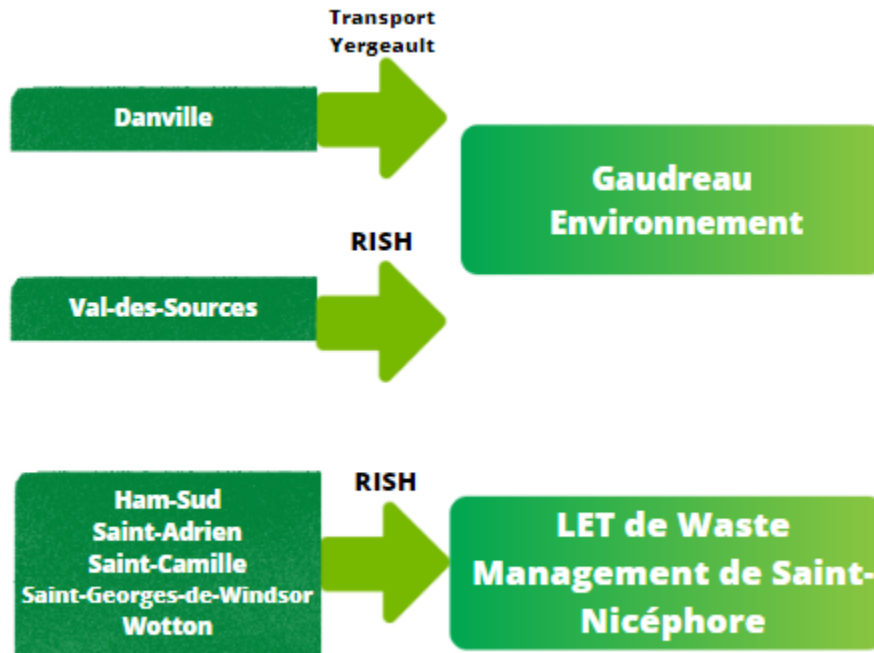 Transport
Yergeault
Danville
Gaudreau
Environnement
RISH
Val-des-Sources
RISH
Ham-Sud
Saint-Adrien
Saint-Camille
Saint-Georges-de-Windsor
Wotton
LET de Waste
Management de Saint-
Nicéphore